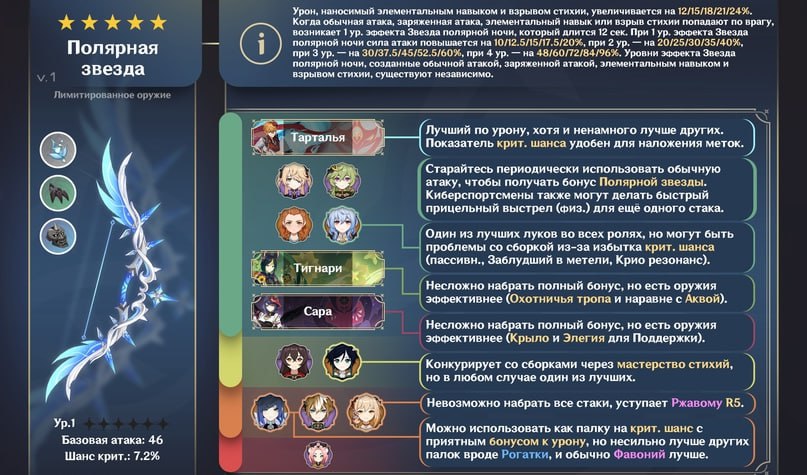 Полярная
звезда
v.1
Лимитированное оружие
Ур.1
Базовая атака: 46
Шанс крит.: 7.2%
Урон, наносимый элементальным навыком и взрывом стихии, увеличивается на 12/15/18/21/24%.
Когда обычная атака, заряженная атака, элементальный навык или взрыв стихии попадают по врагу,
возникает 1 ур. эффекта Звезда полярной ночи, который длится 12 сек. При 1 ур. эффекта Звезда
полярной ночи сила атаки повышается на 10/12.5/15/17.5/20%, при 2 ур. — на 20/25/30/35/40%,
при 3 ур. — на 30/37.5/45/52.5/60%, при 4 ур. — на 48/60/72/84/96%. Уровни эффекта Звезда
полярной ночи, созданные обычной атакой, заряженной атакой, элементальным навыком и
взрывом стихии, существуют независимо.
Тарталья
Лучший по урону, хотя и ненамного лучше других.
Показатель крит. шанса удобен для наложения меток.
Старайтесь периодически использовать обычную
атаку, чтобы получать бонус Полярной звезды.
Киберспортсмены также могут делать быстрый
прицельный выстрел (физ.) для ещё одного стака.
Один из лучших луков во всех ролях, но могут быть
проблемы со сборкой из-за избытка крит. шанса
(пассивн., Заблудший в метели, Крио резонанс).
Тигнари
Несложно набрать полный бонус, но есть оружия
эффективнее (Охотничья тропа и наравне с Аквой).
Сара
Несложно набрать полный бонус, но есть оружия
эффективнее (Крыло и Элегия для Поддержки).
Конкурирует со сборками через мастерство стихий,
но в любом случае один из лучших.
Невозможно набрать все стаки, уступает Ржавому R5.
Можно использовать как палку на крит. шанс с
приятным бонусом к урону, но несильно лучше других
палок вроде Рогатки, и обычно Фавоний лучше.